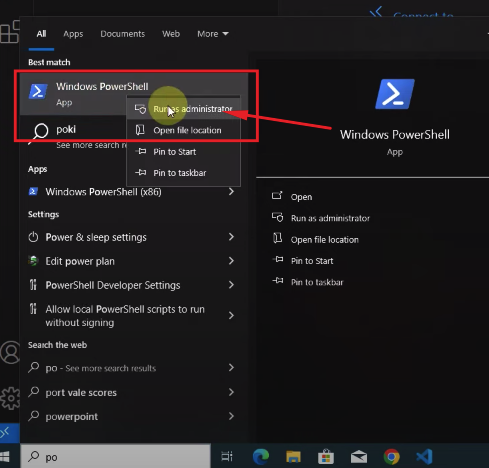 Connect to
All Apps Documents Web More
Best match
Windows PowerShell
App
Run as administrator
Open file location
Pin to Start
Pin to taskbar
poki
See more search
Apps
Windows PowerShell (x86)
Settings
Power & sleep settings
Edit power plan
PowerShell Developer Settings
Allow local PowerShell scripts to run
without signing
Search the web
po - See more search results
port vale scores
powerpoint
Windows PowerShell
App
Open
Run as administrator
Open file location
Pin to Start
Pin to taskbar
po